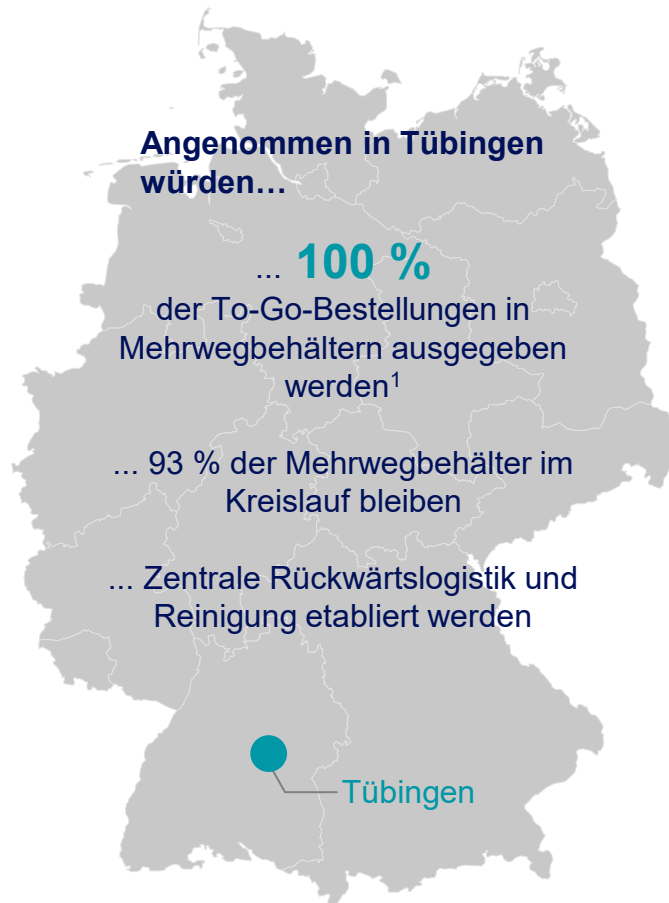 Angenommen in Tübingen
würden…
... 100 %
der To-Go-Bestellungen in
Mehrwegbehältern ausgegeben
werden¹
... 93 % der Mehrwegbehälter im
Kreislauf bleiben
... Zentrale Rückwärtslogistik und
Reinigung etabliert werden
Tübingen